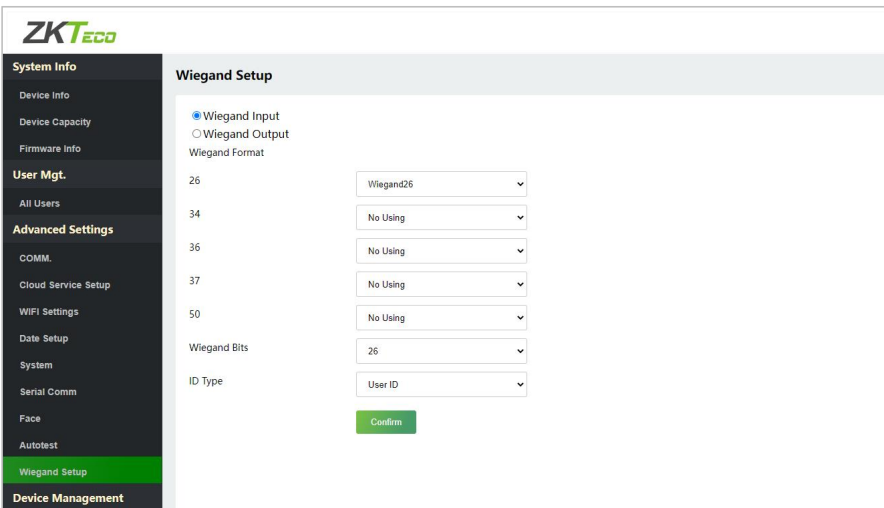 ZKTECO
System Info
Device Info
Device Capacity
Firmware Info
User Mgt.
All Users
Advanced Settings
COMM.
Cloud Service Setup
WIFI Settings
Date Setup
System
Serial Comm
Face
Autotest
Wiegand Setup
Device Management
Wiegand Setup
Wiegand Input
Wiegand Output
Wiegand Format
26 Wiegand26
34 No Using
36 No Using
37 No Using
50 No Using
Wiegand Bits 26
ID Type User ID
Confirm